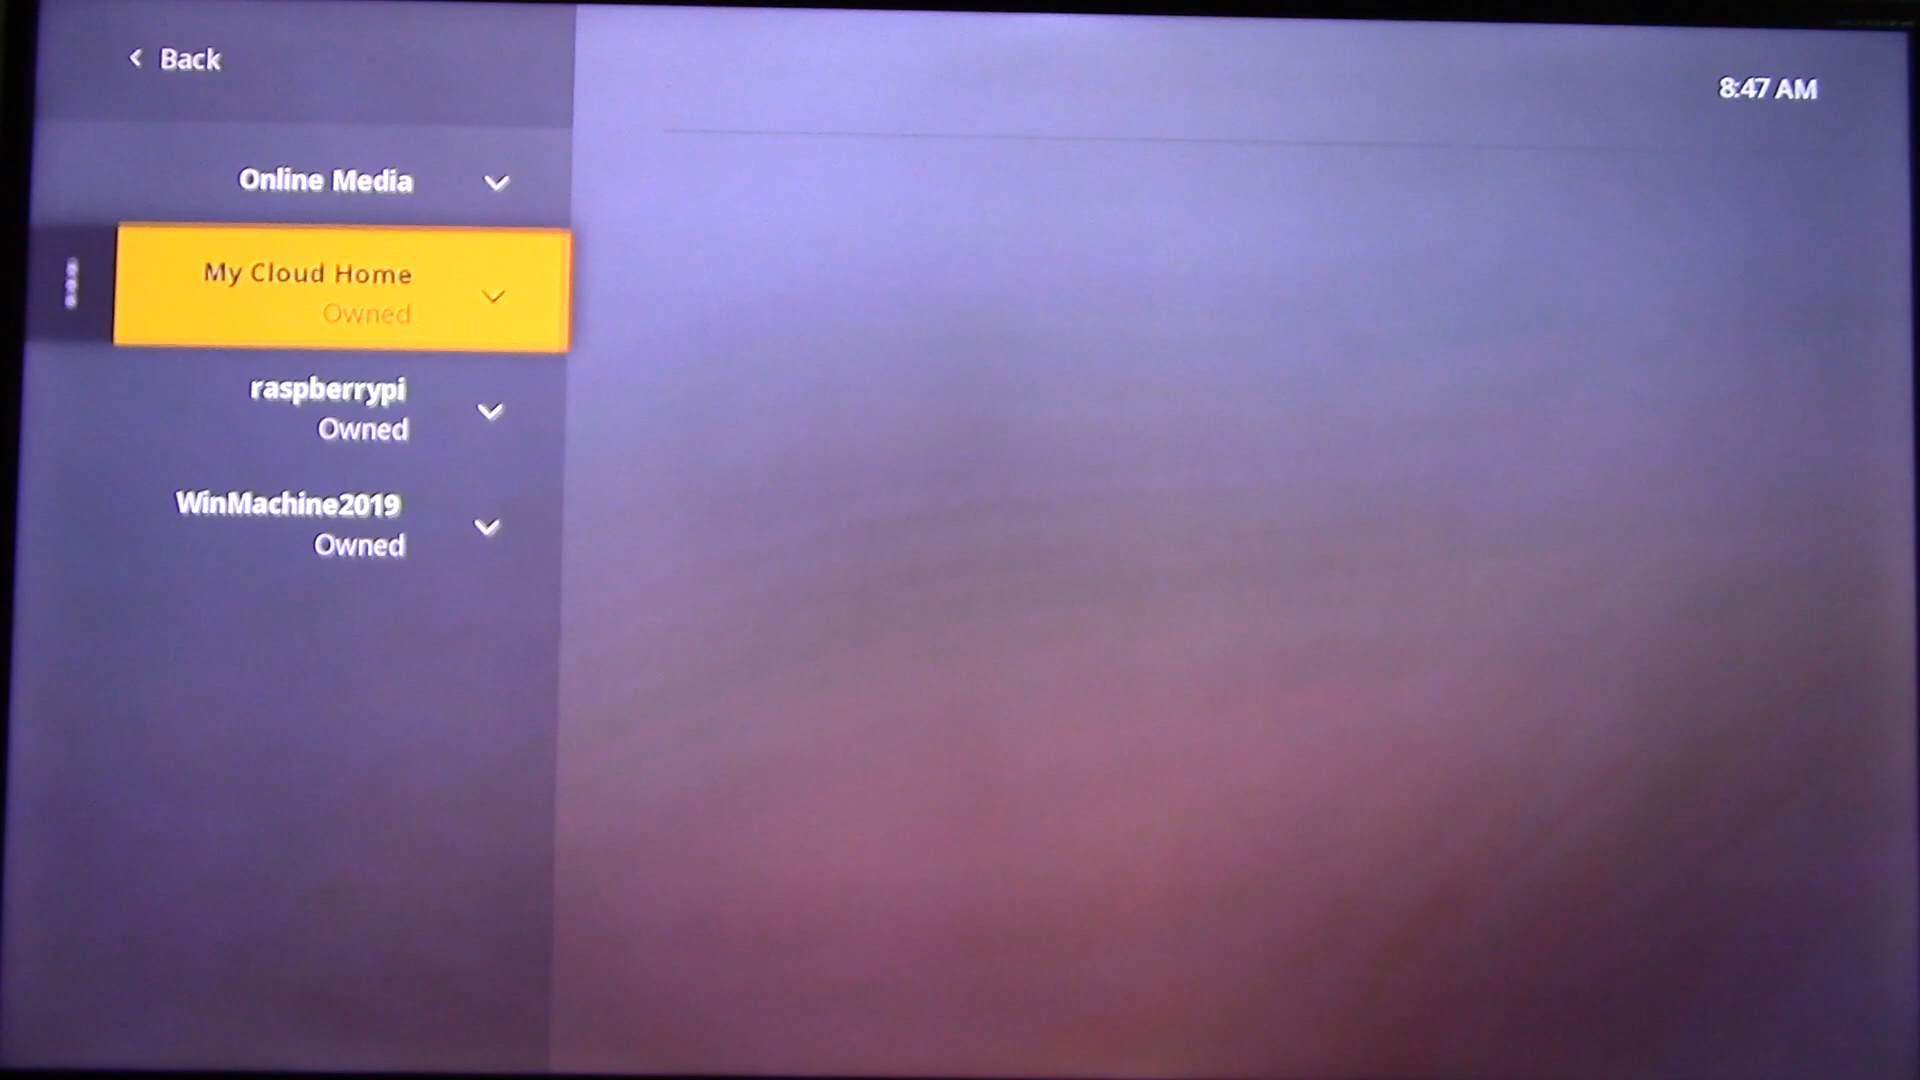 Back
8:47 AM
Online Media
My Cloud Home
Owned
raspberrypi
Owned
WinMachine2019
Owned